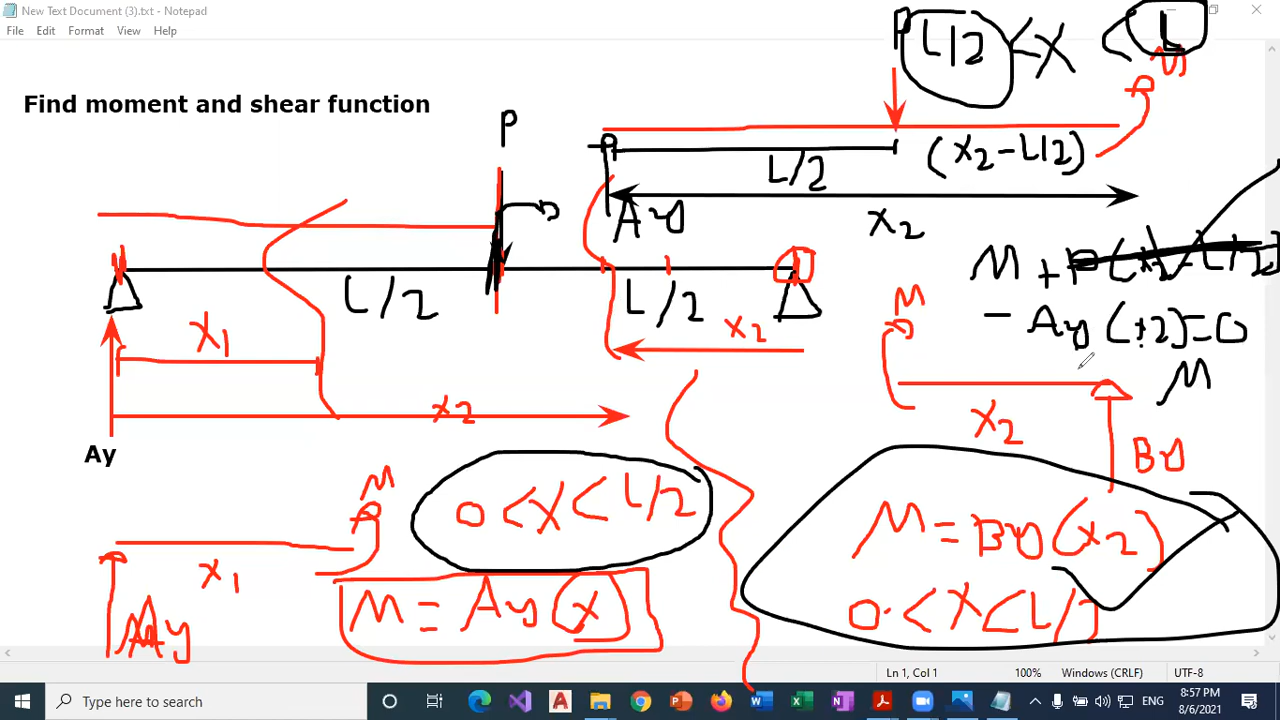 New Text Document (3).txt - Notepad
File Edit Format View Help
Find moment and shear function
P
P
L/2 < X < L
M
L/2
(x2-L/2)
Ay
x2
L/2
L/2
x1
x2
x2
Ay
M + P (x2-L/2)
- Ay (x2)=0
M
M
x2
By
M
x1
Ay
0 < X < L/2
M = Ay (x)
M = By (x2)
0 < X < L/2
Ln 1, Col 1 100% Windows (CRLF) UTF-8
Type here to search
ENG
8:57 PM
8/6/2021